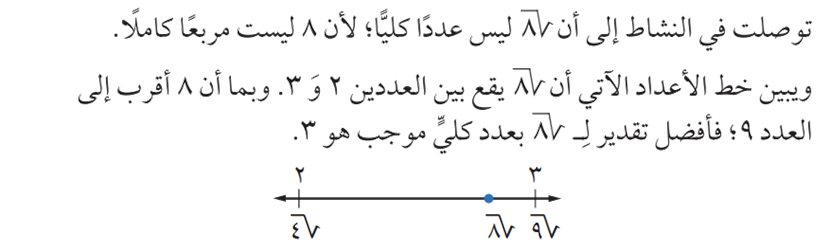 توصلت في النشاط إلى أن √٨ ليس عددًا كليًّا؛ لأن ٨ ليست مربعًا كاملًا.
ويبين خط الأعداد الآتي أن √٨ يقع بين العددين ٢ وَ ٣. وبما أن ٨ أقرب إلى
العدد ٩؛ فأفضل تقدير لِـ √٨ بعدد كليٍّ موجب هو ٣.
٢ ٣
√٤ √٨ √٩